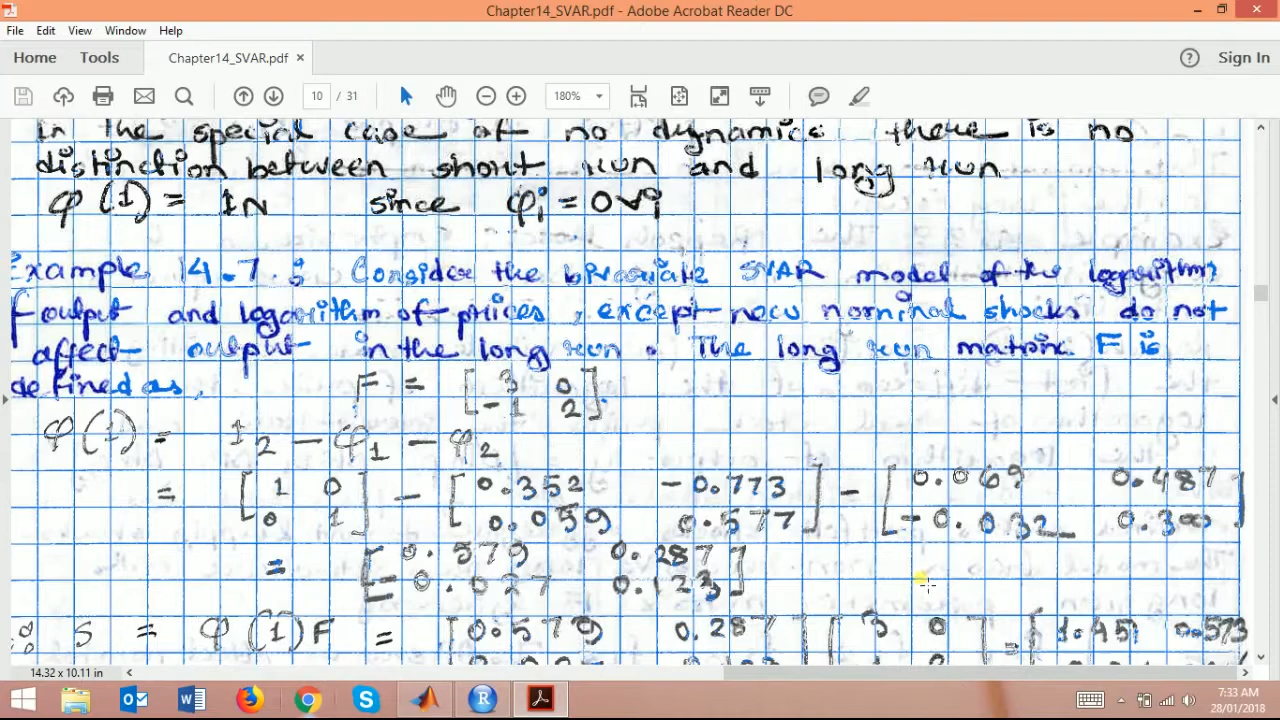 Chapter14_SVAR.pdf - Adobe Acrobat Reader DC
File Edit View Window Help
Home Tools Chapter14_SVAR.pdf × ? Sign In
10 / 31 180%
in the special case of no dynamics there is no
distinction between short run and long run
φ(1) = IN since φi = 0∀i
Example 14.7 : Consider the bivariate SVAR model of the logarithm
f output and logarithm of prices, except new nominal shocks do not
affect output in the long run. The long run matrix F is
defined as,
F = [ 3 0
-1 2 ].
φ(1) = I2 - φ1 - φ2
= [ 1 0 ] - [ 0.352 -0.773 ] - [ 0.069 0.487 ]
[ 0 1 ] [ 0.059 0.577 ] [ -0.032 0.300 ]
= [ 0.579 0.287 ]
[ -0.027 0.123 ]
S = φ(1)F = [ 0.579 0.287 ] [ 3 0 ] = [ 1.451 0.573
14.32 x 10.11 in
7:33 AM
28/01/2018